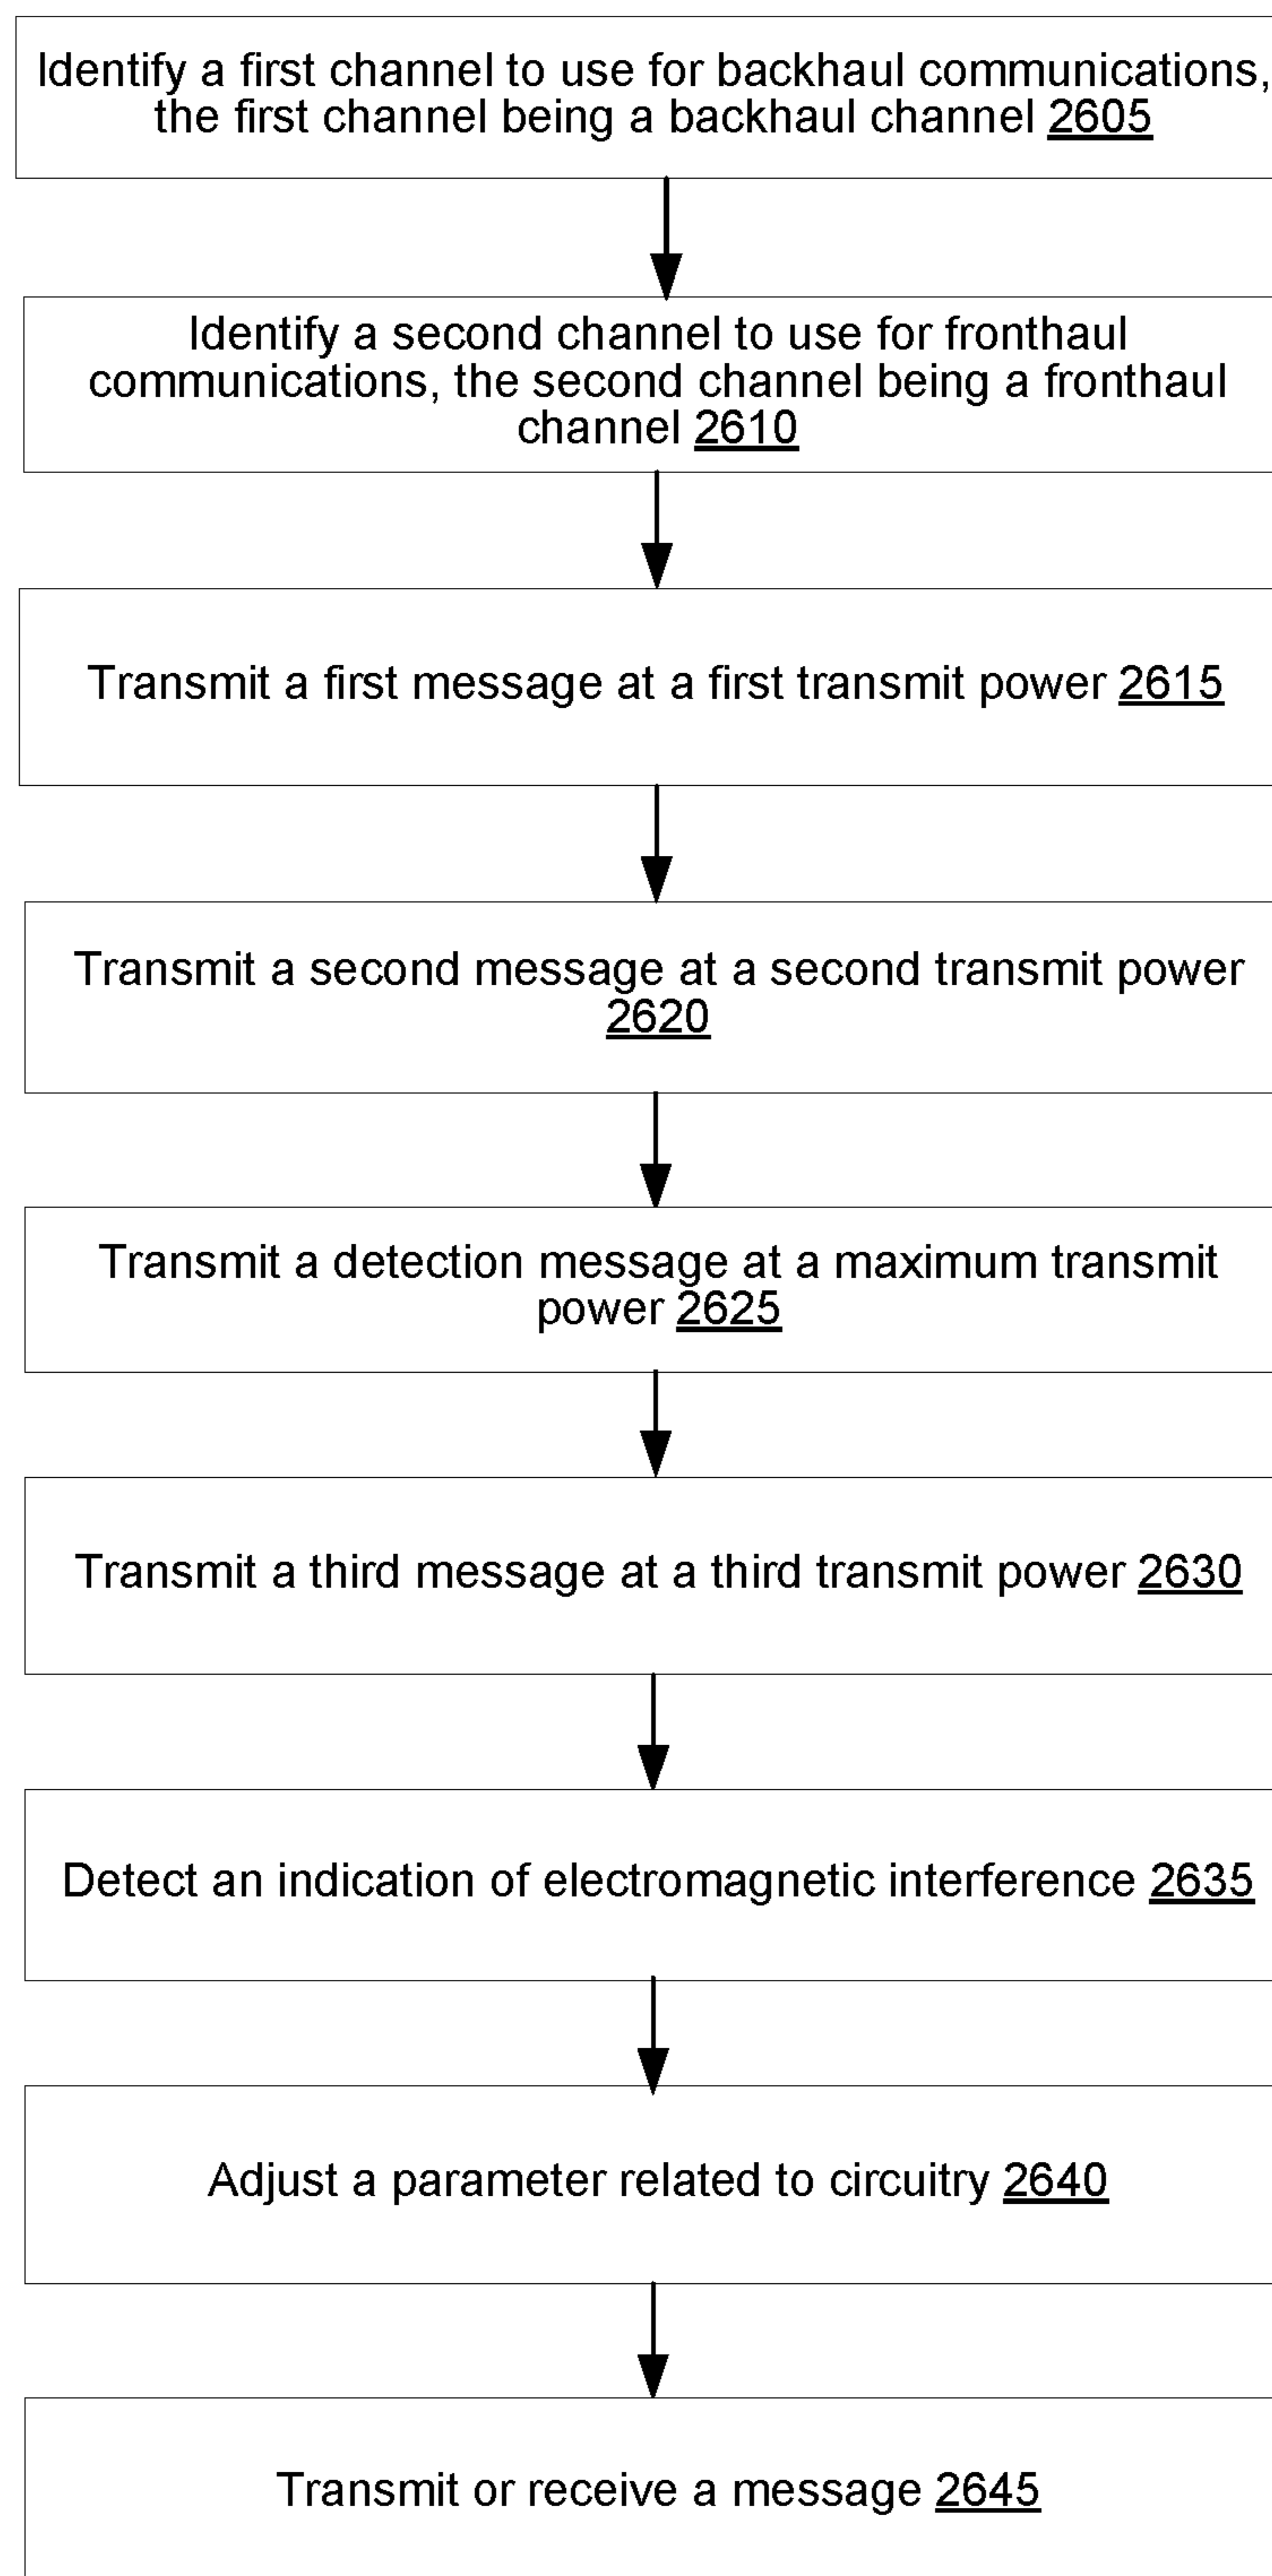 Identify a first channel to use for backhaul communications,
the first channel being a backhaul channel 2605
Identify a second channel to use for fronthaul
communications, the second channel being a fronthaul
channel 2610
Transmit a first message at a first transmit power 2615
Transmit a second message at a second transmit power
2620
Transmit a detection message at a maximum transmit
power 2625
Transmit a third message at a third transmit power 2630
Detect an indication of electromagnetic interference 2635
Adjust a parameter related to circuitry 2640
Transmit or receive a message 2645